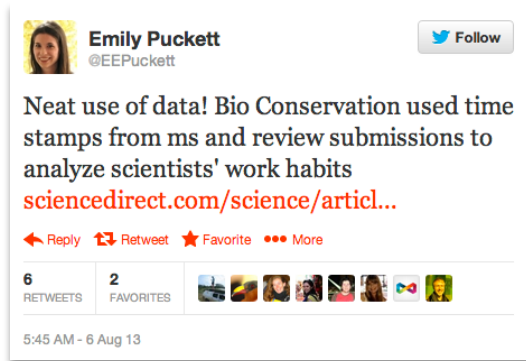 Emily Puckett
@EEPuckett
Follow
Neat use of data! Bio Conservation used time
stamps from ms and review submissions to
analyze scientists' work habits
sciencedirect.com/science/articl...
Reply Retweet Favorite More
6 2
RETWEETS FAVORITES
5:45 AM - 6 Aug 13